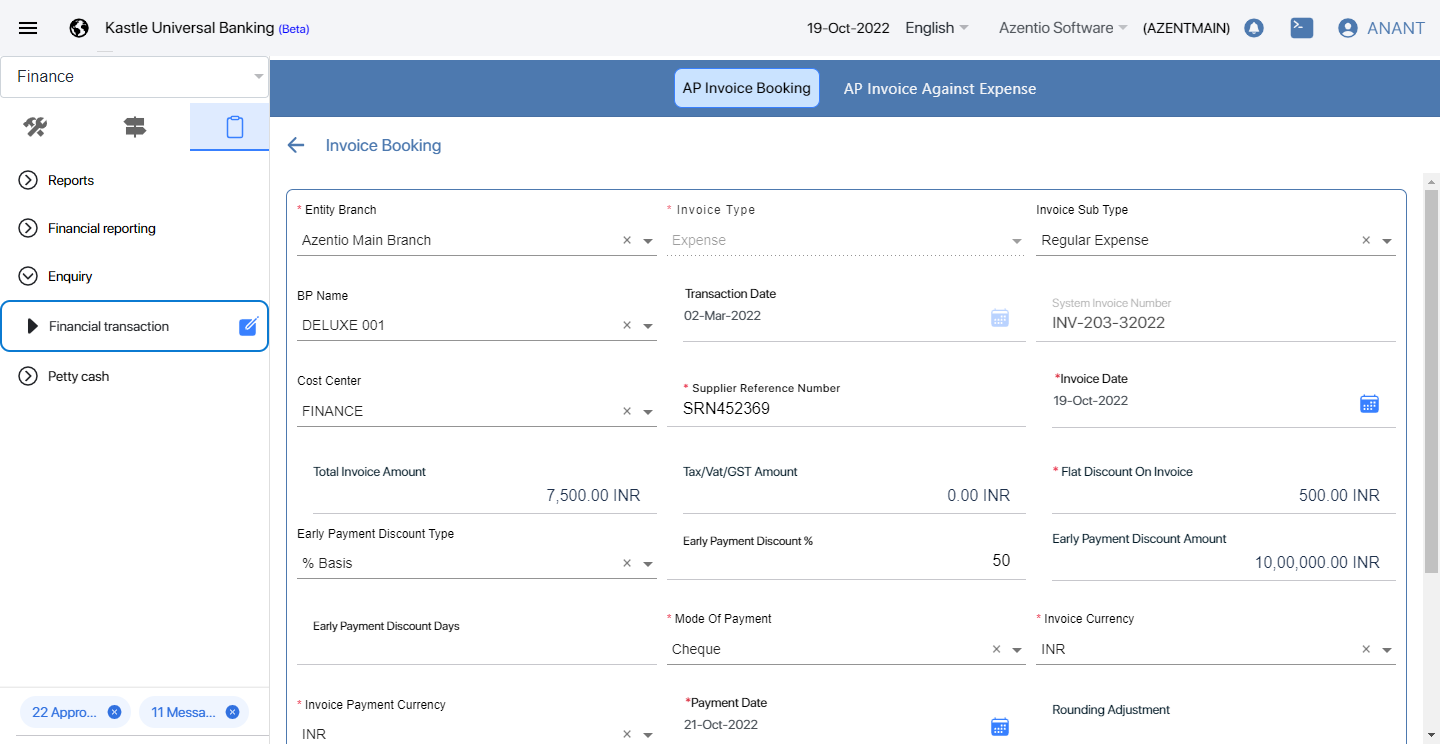 Kastle Universal Banking (Beta)
19-Oct-2022 English Azentio Software (AZENTMAIN) ANANT
Finance
Reports
Financial reporting
Enquiry
Financial transaction
Petty cash
22 Appro...
11 Messa...
AP Invoice Booking AP Invoice Against Expense
Invoice Booking
* Entity Branch
Azentio Main Branch
* Invoice Type
Expense
Invoice Sub Type
Regular Expense
BP Name
DELUXE 001
Transaction Date
02-Mar-2022
System Invoice Number
INV-203-32022
Cost Center
FINANCE
* Supplier Reference Number
SRN452369
*Invoice Date
19-Oct-2022
Total Invoice Amount
7,500.00 INR
Tax/Vat/GST Amount
0.00 INR
* Flat Discount On Invoice
500.00 INR
Early Payment Discount Type
% Basis
Early Payment Discount %
50
Early Payment Discount Amount
10,00,000.00 INR
Early Payment Discount Days
* Mode Of Payment
Cheque
* Invoice Currency
INR
* Invoice Payment Currency
INR
*Payment Date
21-Oct-2022
Rounding Adjustment